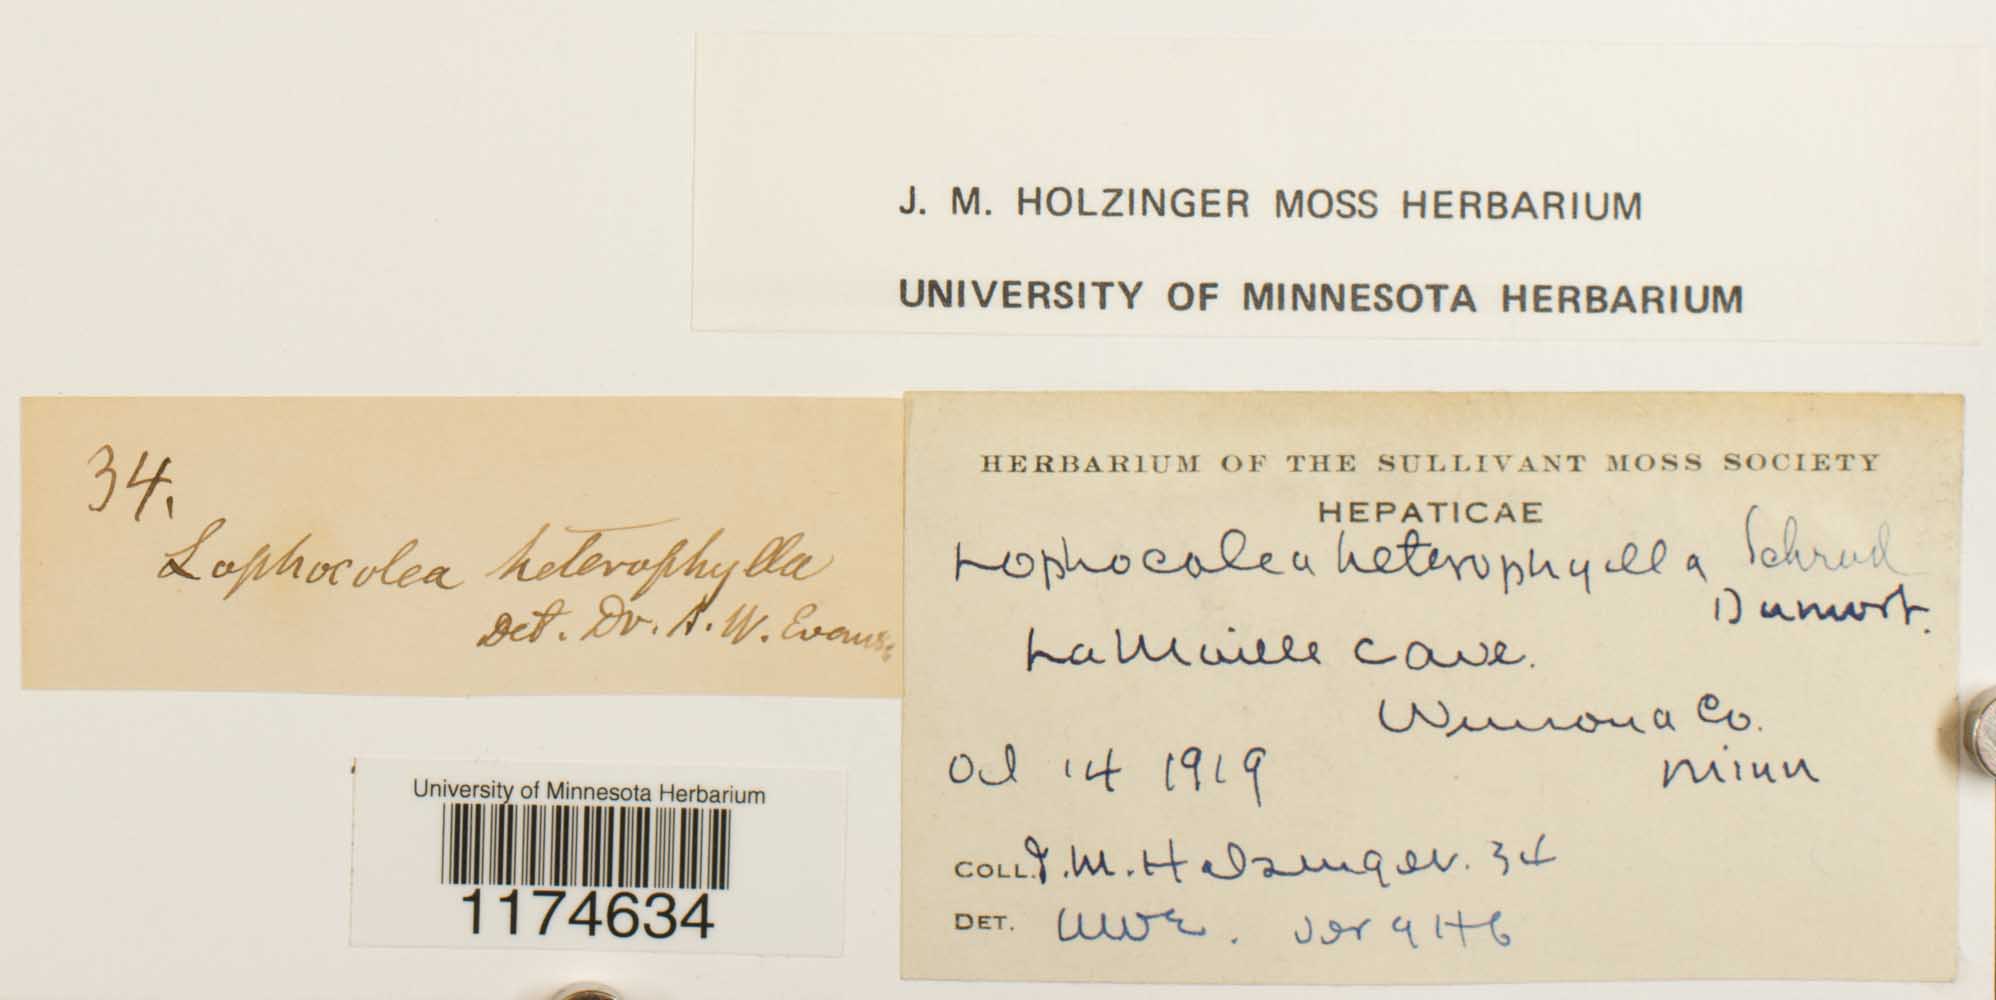 J. M. HOLZINGER MOSS HERBARIUM
UNIVERSITY OF MINNESOTA HERBARIUM
34.
Lophocolea heterophylla
Det. Dr. A. W. Evans.
HERBARIUM OF THE SULLIVANT MOSS SOCIETY
HEPATICAE
Lophocolea heterophylla Schrad
Dumort.
LaMoille Cave.
Winona Co.
Minn
Oct 14 1919
COLL. J. M. Holzinger. 34
DET. AWE.
University of Minnesota Herbarium
1174634